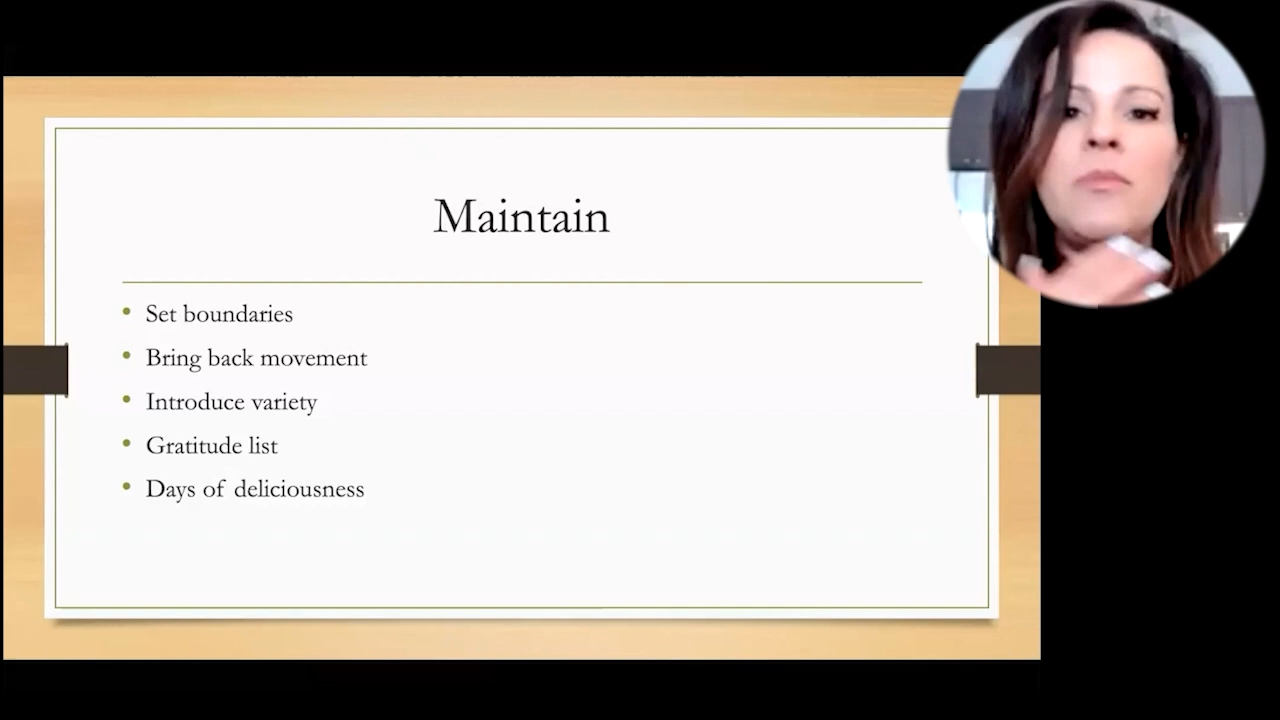 Maintain
Set boundaries
Bring back movement
Introduce variety
Gratitude list
Days of deliciousness